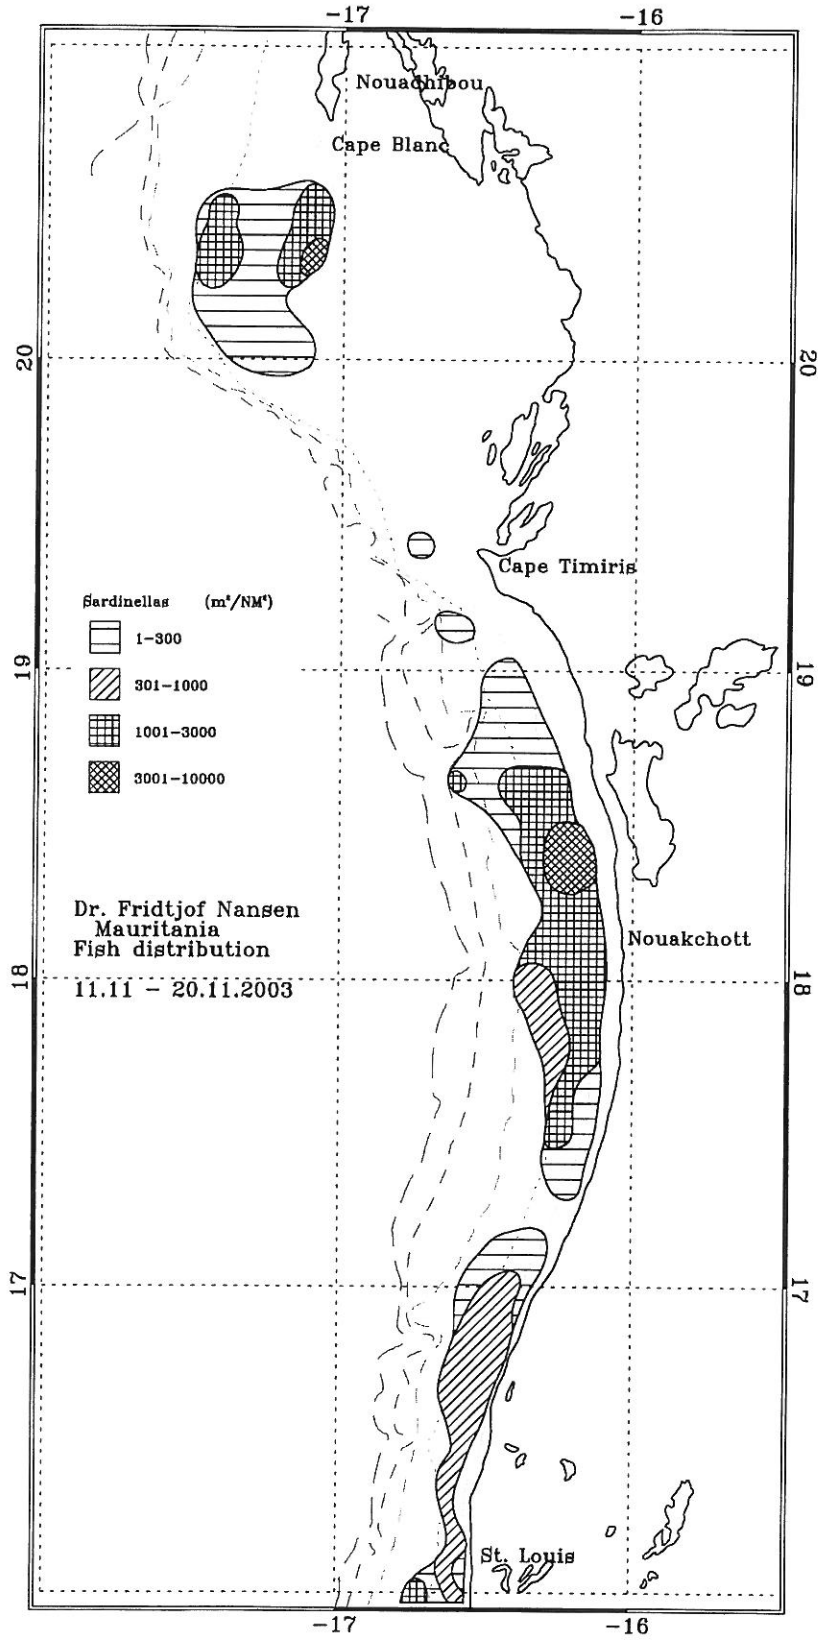 -17 -16
Nouadhibou
Cape Blanc
20 20
Cape Timiris
Sardinellas (m²/NM²)
1-300
19 19
301-1000
1001-3000
3001-10000
Dr. Fridtjof Nansen
Mauritania
Nouakchott
Fish distribution
18 18
11.11 - 20.11.2003
17 17
St. Louis
-17 -16